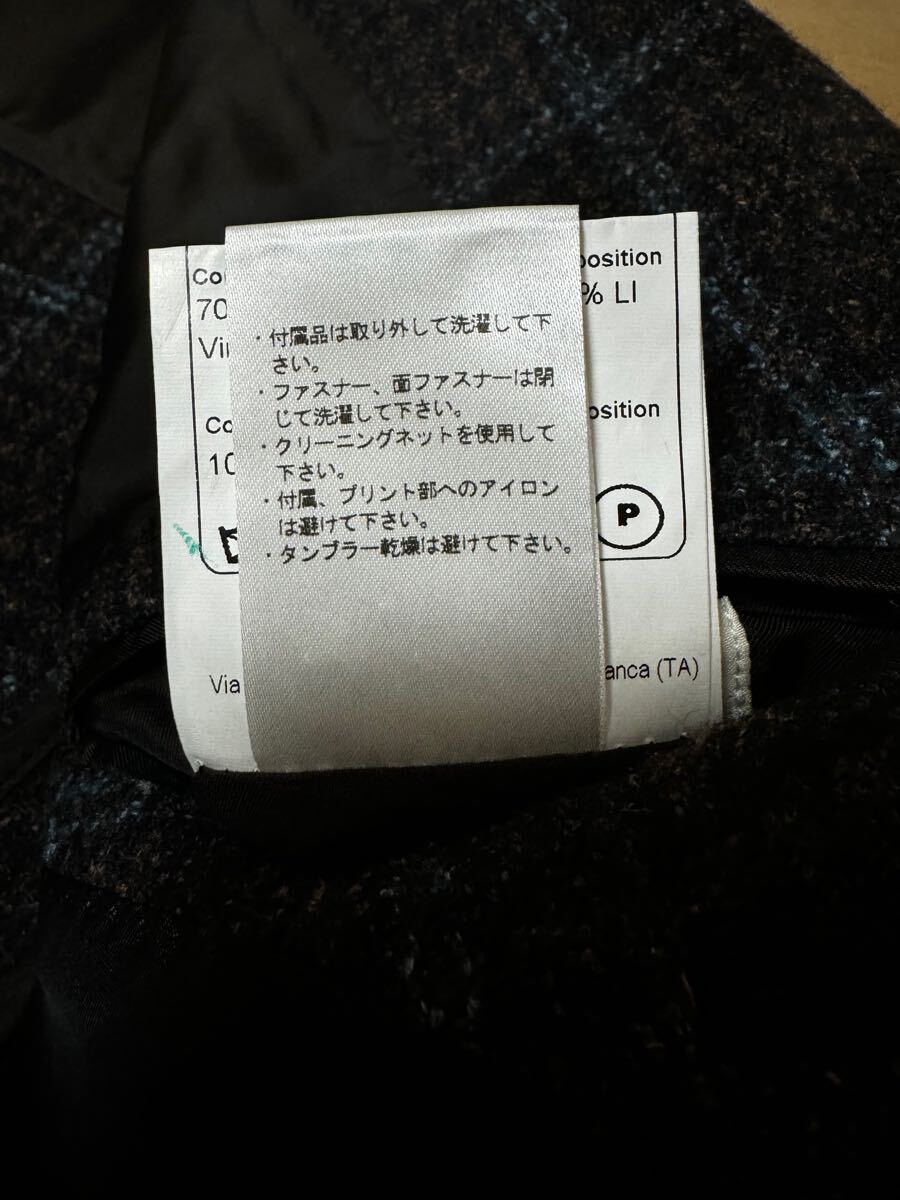 Co
position
70
% LI
Vi
・付属品は取り外して洗濯して下
さい。
・ファスナー、面ファスナーは閉
じて洗濯して下さい。
・クリーニングネットを使用して
下さい。
・付属、プリント部へのアイロン
は避けて下さい。
・タンブラー乾燥は避けて下さい。
Co
osition
10
P
Via
anca (TA)